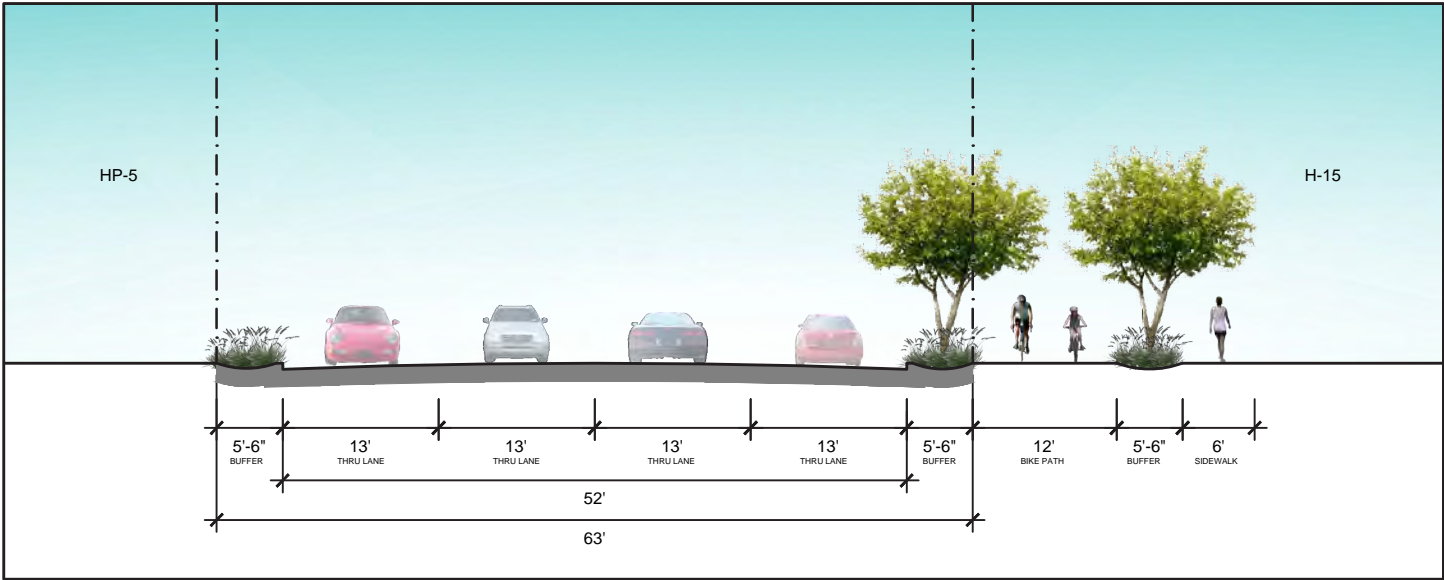 HP-5
H-15
5'-6"
BUFFER
13'
THRU LANE
13'
THRU LANE
13'
THRU LANE
13'
THRU LANE
5'-6"
BUFFER
12'
BIKE PATH
5'-6"
BUFFER
6'
SIDEWALK
52'
63'